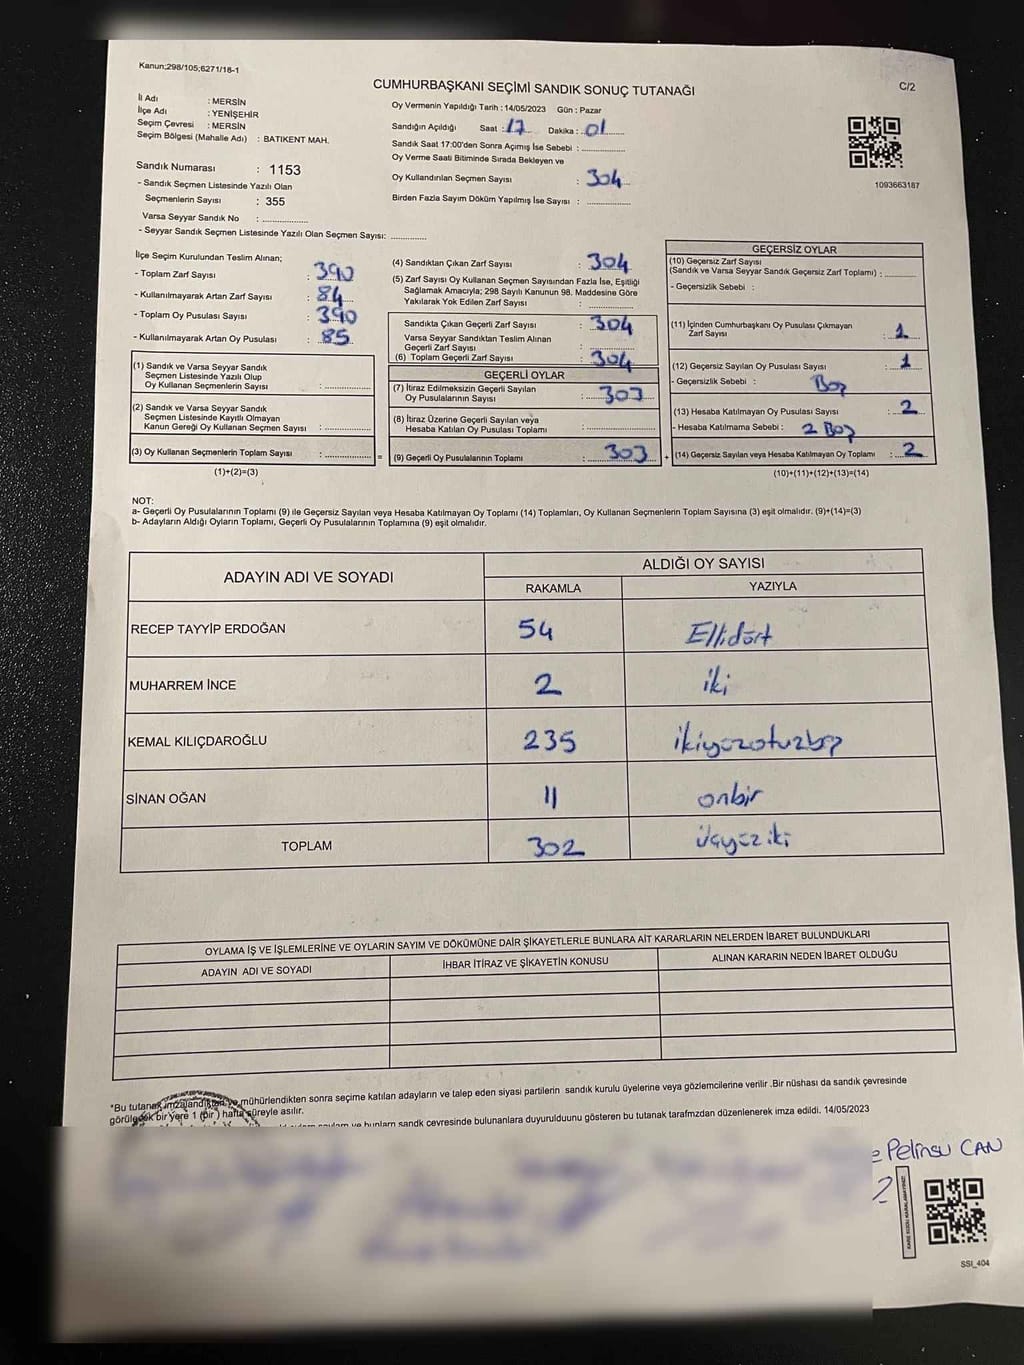 Kanun;298/105;6271/18-1
CUMHURBAŞKANI SEÇİMİ SANDIK SONUÇ TUTANAĞI
C/2
İl Adı : MERSİN
İlçe Adı : YENİŞEHİR
Seçim Çevresi : MERSİN
Seçim Bölgesi (Mahalle Adı) : BATIKENT MAH.
Sandık Numarası : 1153
- Sandık Seçmen Listesinde Yazılı Olan
Seçmenlerin Sayısı : 355
Varsa Seyyar Sandık No : ..............
- Seyyar Sandık Seçmen Listesinde Yazılı Olan Seçmen Sayısı: ............
Oy Vermenin Yapıldığı Tarih : 14/05/2023 Gün : Pazar
Sandığın Açıldığı Saat : 17 Dakika : 01
Sandık Saat 17:00'den Sonra Açımış İse Sebebi : ..............
Oy Verme Saati Bitiminde Sırada Bekleyen ve
Oy Kullandırılan Seçmen Sayısı : 304
Birden Fazla Sayım Döküm Yapılmış İse Sayısı : ..............
1093663187
İlçe Seçim Kurulundan Teslim Alınan;
- Toplam Zarf Sayısı : 390
- Kullanılmayarak Artan Zarf Sayısı : 84
- Toplam Oy Pusulası Sayısı : 390
- Kullanılmayarak Artan Oy Pusulası : 85
(1) Sandık ve Varsa Seyyar Sandık
Seçmen Listesinde Yazılı Olup
Oy Kullanan Seçmenlerin Sayısı : ..............
(2) Sandık ve Varsa Seyyar Sandık
Seçmen Listesinde Kayıtlı Olmayan
Kanun Gereği Oy Kullanan Seçmen Sayısı : ..............
(3) Oy Kullanan Seçmenlerin Toplam Sayısı : .............. =
(1)+(2)=(3)
(4) Sandıktan Çıkan Zarf Sayısı : 304
(5) Zarf Sayısı Oy Kullanan Seçmen Sayısından Fazla İse, Eşitliği
Sağlamak Amacıyla; 298 Sayılı Kanunun 98. Maddesine Göre
Yakılarak Yok Edilen Zarf Sayısı : ..............
Sandıkta Çıkan Geçerli Zarf Sayısı : 304
Varsa Seyyar Sandıktan Teslim Alınan
Geçerli Zarf Sayısı : ..............
(6) Toplam Geçerli Zarf Sayısı : 304
GEÇERLİ OYLAR
(7) İtiraz Edilmeksizin Geçerli Sayılan
Oy Pusulalarının Sayısı : 303
(8) İtiraz Üzerine Geçerli Sayılan veya
Hesaba Katılan Oy Pusulası Toplamı : ..............
(9) Geçerli Oy Pusulalarının Toplamı : 303 +
GEÇERSİZ OYLAR
(10) Geçersiz Zarf Sayısı
(Sandık ve Varsa Seyyar Sandık Geçersiz Zarf Toplamı) : ..............
- Geçersizlik Sebebi :
(11) İçinden Cumhurbaşkanı Oy Pusulası Çıkmayan
Zarf Sayısı : 1
(12) Geçersiz Sayılan Oy Pusulası Sayısı : 1
- Geçersizlik Sebebi : Boş
(13) Hesaba Katılmayan Oy Pusulası Sayısı : 2
- Hesaba Katılmama Sebebi : 2 Boş
(14) Geçersiz Sayılan veya Hesaba Katılmayan Oy Toplamı : 2
(10)+(11)+(12)+(13)=(14)
NOT:
a- Geçerli Oy Pusulalarının Toplamı (9) ile Geçersiz Sayılan veya Hesaba Katılmayan Oy Toplamı (14) Toplamları, Oy Kullanan Seçmenlerin Toplam Sayısına (3) eşit olmalıdır. (9)+(14)=(3)
b- Adayların Aldığı Oyların Toplamı, Geçerli Oy Pusulalarının Toplamına (9) eşit olmalıdır.
ADAYIN ADI VE SOYADI
ALDIĞI OY SAYISI
RAKAMLA YAZIYLA
RECEP TAYYİP ERDOĞAN 54 Ellidört
MUHARREM İNCE 2 iki
KEMAL KILIÇDAROĞLU 235 ikiyüzotuzbeş
SİNAN OĞAN 11 onbir
TOPLAM 302 Üçyüz iki
OYLAMA İŞ VE İŞLEMLERİNE VE OYLARIN SAYIM VE DÖKÜMÜNE DAİR ŞİKAYETLERLE BUNLARA AİT KARARLARIN NELERDEN İBARET BULUNDUKLARI
ADAYIN ADI VE SOYADI İHBAR İTİRAZ VE ŞİKAYETİN KONUSU ALINAN KARARIN NEDEN İBARET OLDUĞU
*Bu tutanak imzalandıktan ve mühürlendikten sonra seçime katılan adayların ve talep eden siyasi partilerin sandık kurulu üyelerine veya gözlemcilerine verilir .Bir nüshası da sandık çevresinde
görülecek bir yere 1 (bir ) hafta süreyle asılır.
ve bunların sandk çevresinde bulunanlara duyurulduunu gösteren bu tutanak tarafmzdan düzenlenerek imza edildi. 14/05/2023
Pelinsu CAN
2
KARE KODU KARALAMAYINIZ
SSI_404